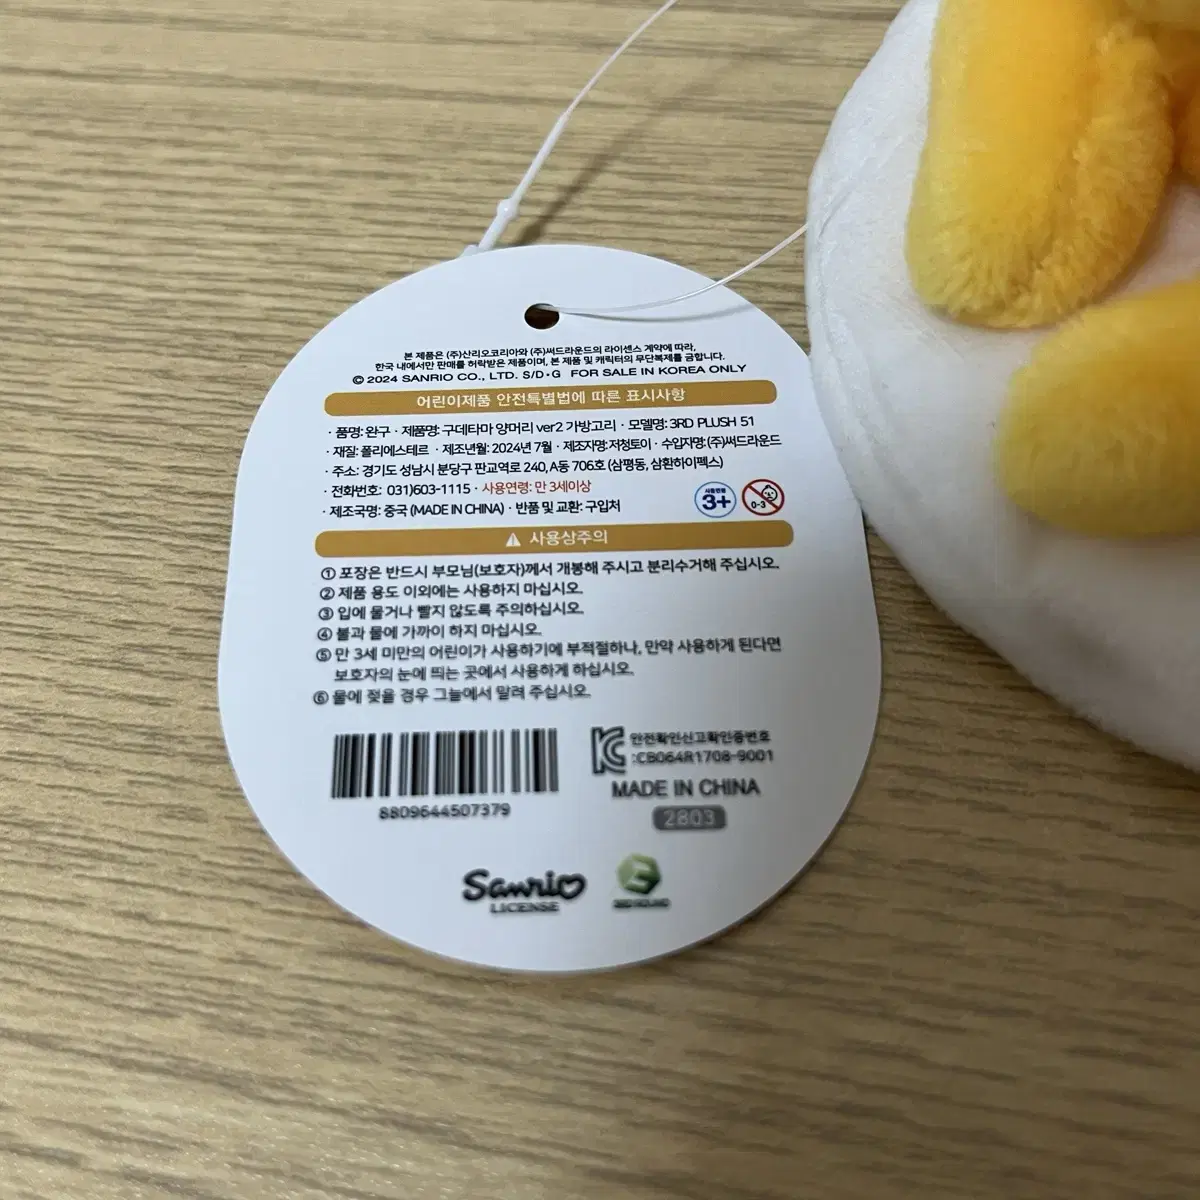 본 제품은 (주)산리오코리아와 (주)써드라운드의 라이센스 계약에 따라,
한국 내에서만 판매를 허락받은 제품이며, 본 제품 및 캐릭터의 무단복제를 금합니다.
© 2024 SANRIO CO., LTD. S/D·G FOR SALE IN KOREA ONLY
어린이제품 안전특별법에 따른 표시사항
· 품명: 완구 · 제품명: 구데타마 양머리 ver2 가방고리 · 모델명: 3RD PLUSH 51
· 재질: 폴리에스테르 · 제조년월: 2024년 7월 · 제조자명: 저청토이 · 수입자명: (주)써드라운드
· 주소: 경기도 성남시 분당구 판교역로 240, A동 706호 (삼평동, 삼환하이펙스)
· 전화번호: 031)603-1115 · 사용연령: 만 3세이상
· 제조국명: 중국 (MADE IN CHINA) · 반품 및 교환: 구입처
사용연령
3+
0-3
⚠ 사용상주의
① 포장은 반드시 부모님(보호자)께서 개봉해 주시고 분리수거해 주십시오.
② 제품 용도 이외에는 사용하지 마십시오.
③ 입에 물거나 빨지 않도록 주의하십시오.
④ 불과 물에 가까이 하지 마십시오.
⑤ 만 3세 미만의 어린이가 사용하기에 부적절하나, 만약 사용하게 된다면
보호자의 눈에 띄는 곳에서 사용하게 하십시오.
⑥ 물에 젖을 경우 그늘에서 말려 주십시오.
안전확인신고확인증번호
:CB064R1708-9001
MADE IN CHINA
2803
8809644507379
Sanrio
LICENSE
3RD ROUND